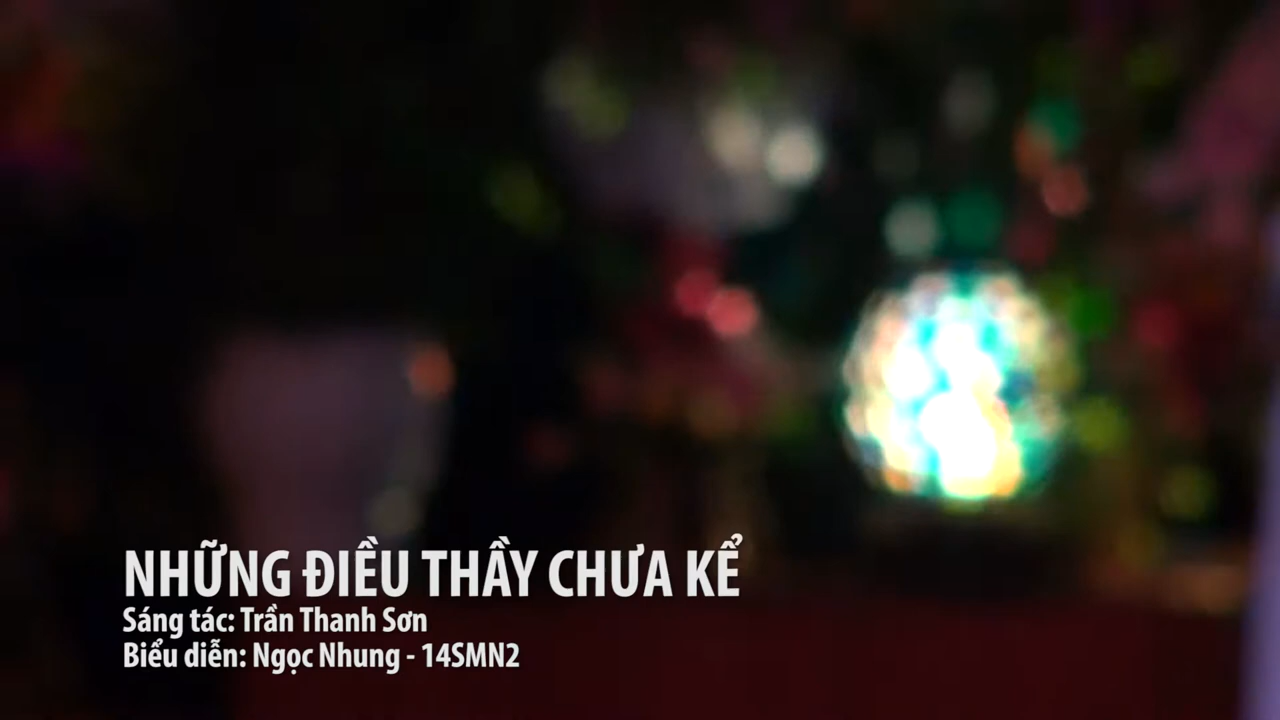 NHỮNG ĐIỀU THẦY CHƯA KỂ
Sáng tác: Trần Thanh Sơn
Biểu diễn: Ngọc Nhung - 14SMN2